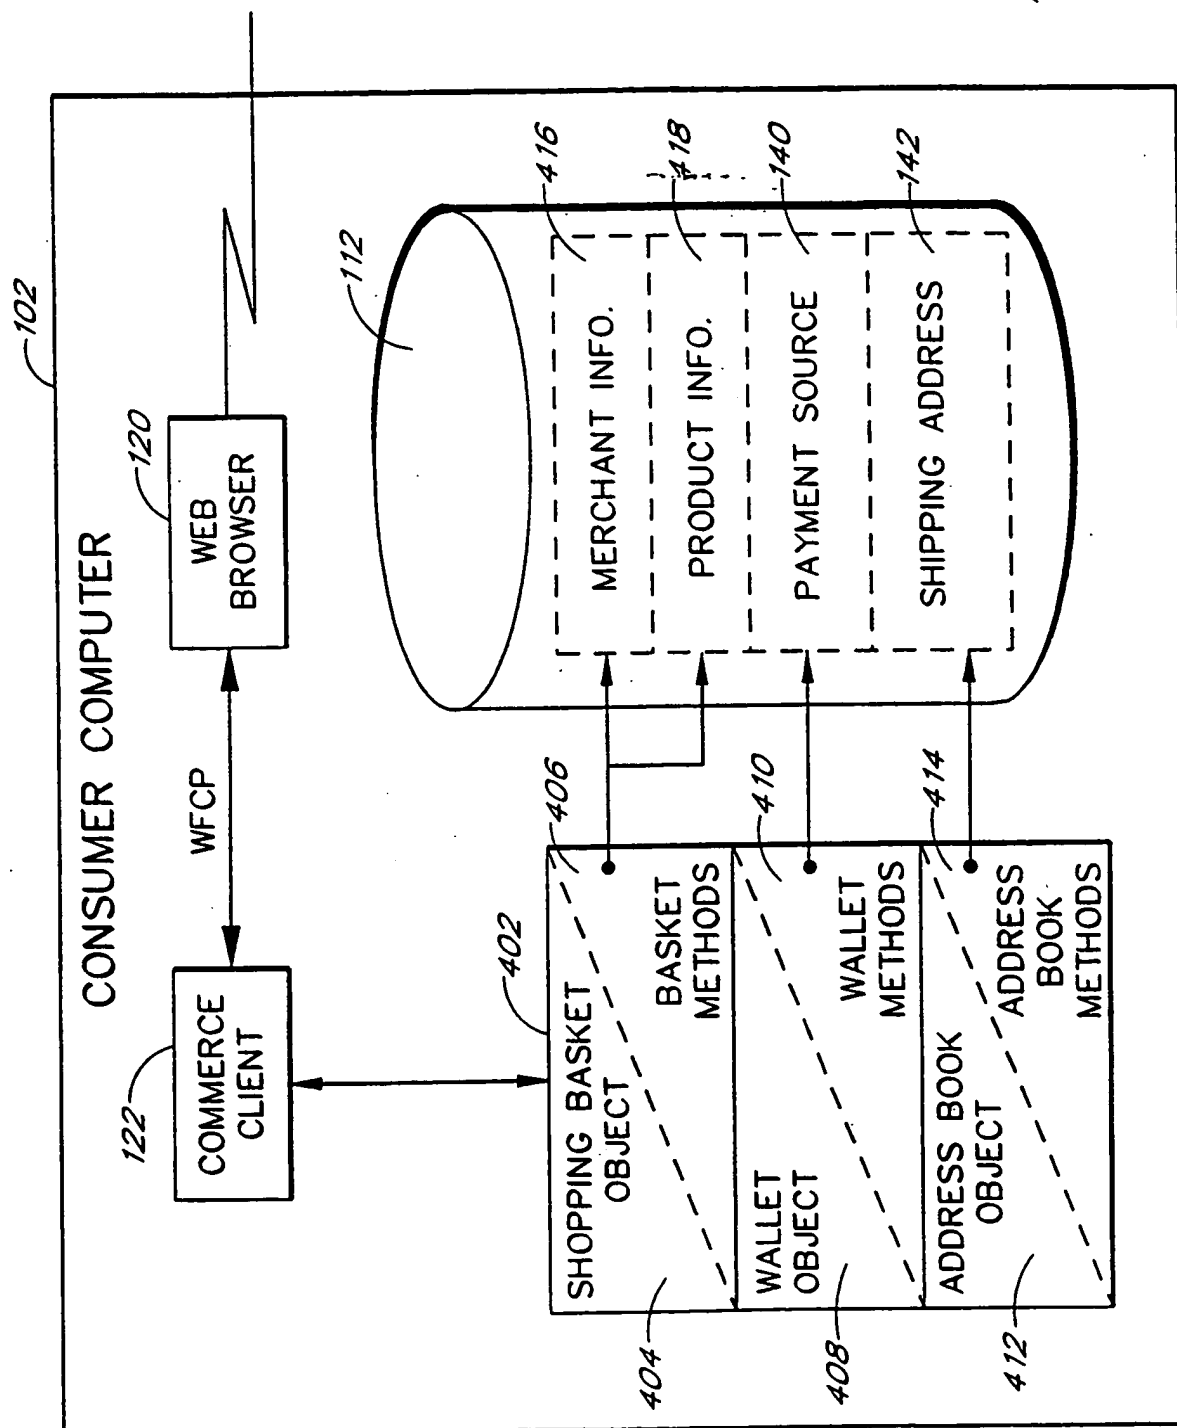 102
CONSUMER COMPUTER
122
COMMERCE
CLIENT
WFCP
120
WEB
BROWSER
402
SHOPPING BASKET
OBJECT
404
406
BASKET
METHODS
WALLET
OBJECT
408
410
WALLET
METHODS
ADDRESS BOOK
OBJECT
412
414
ADDRESS
BOOK
METHODS
112
MERCHANT INFO.
416
PRODUCT INFO.
418
PAYMENT SOURCE
140
SHIPPING ADDRESS
142